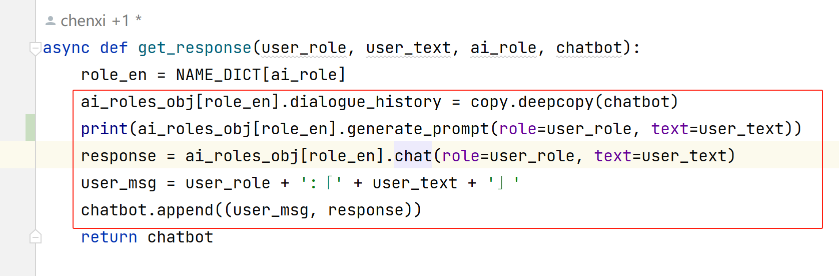 chenxi +1 *
async def get_response(user_role, user_text, ai_role, chatbot):
    role_en = NAME_DICT[ai_role]
    ai_roles_obj[role_en].dialogue_history = copy.deepcopy(chatbot)
    print(ai_roles_obj[role_en].generate_prompt(role=user_role, text=user_text))
    response = ai_roles_obj[role_en].chat(role=user_role, text=user_text)
    user_msg = user_role + ':「' + user_text + '」'
    chatbot.append((user_msg, response))
    return chatbot